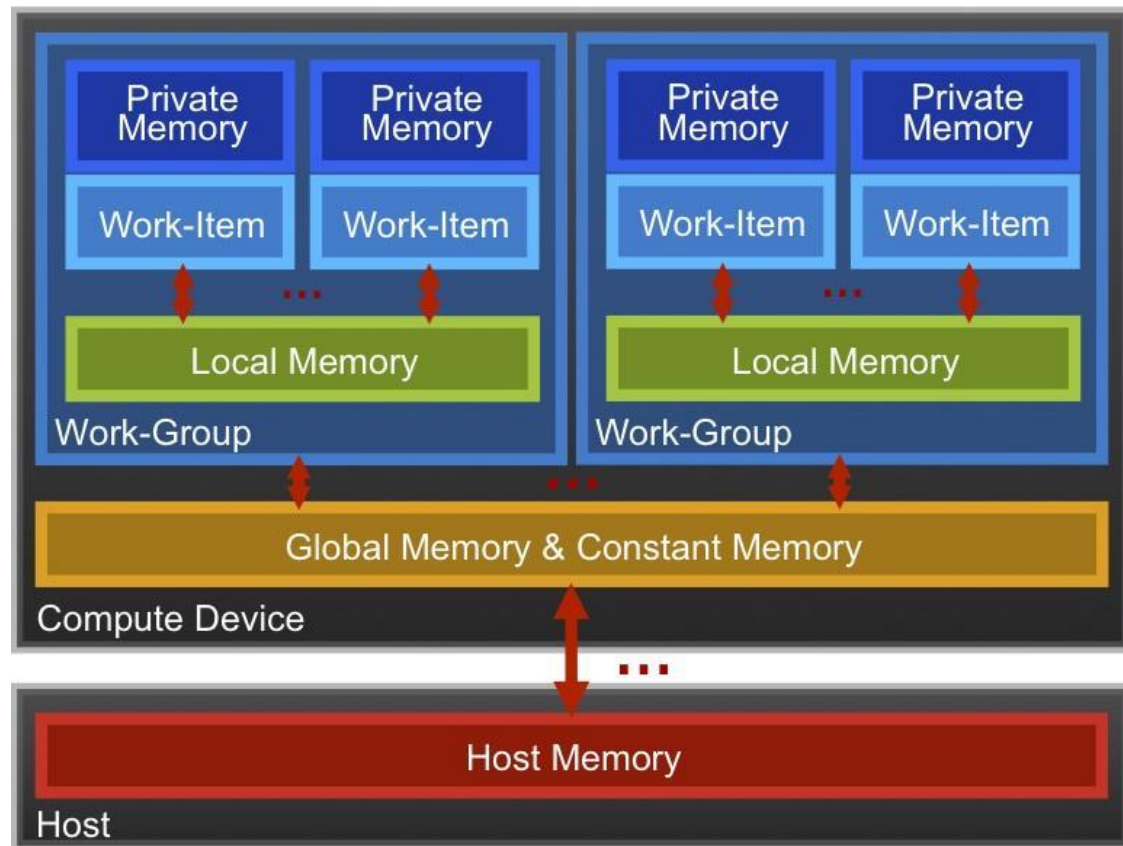 Private
Memory
Private
Memory
Work-Item
Work-Item
...
Local Memory
Work-Group
Private
Memory
Private
Memory
Work-Item
Work-Item
...
Local Memory
Work-Group
...
Global Memory & Constant Memory
Compute Device
...
Host Memory
Host